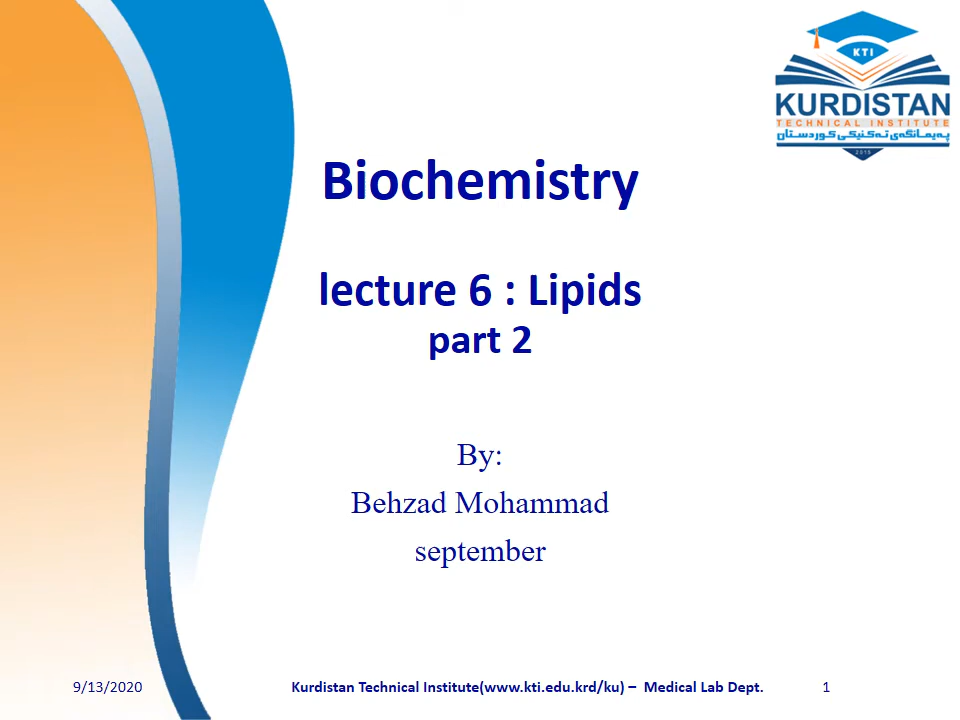 KTI
KURDISTAN
TECHNICAL INSTITUTE
پەیمانگەی تەکنیکی کوردستان
2015
Biochemistry
lecture 6 : Lipids
part 2
By:
Behzad Mohammad
september
9/13/2020
Kurdistan Technical Institute(www.kti.edu.krd/ku) – Medical Lab Dept.
1